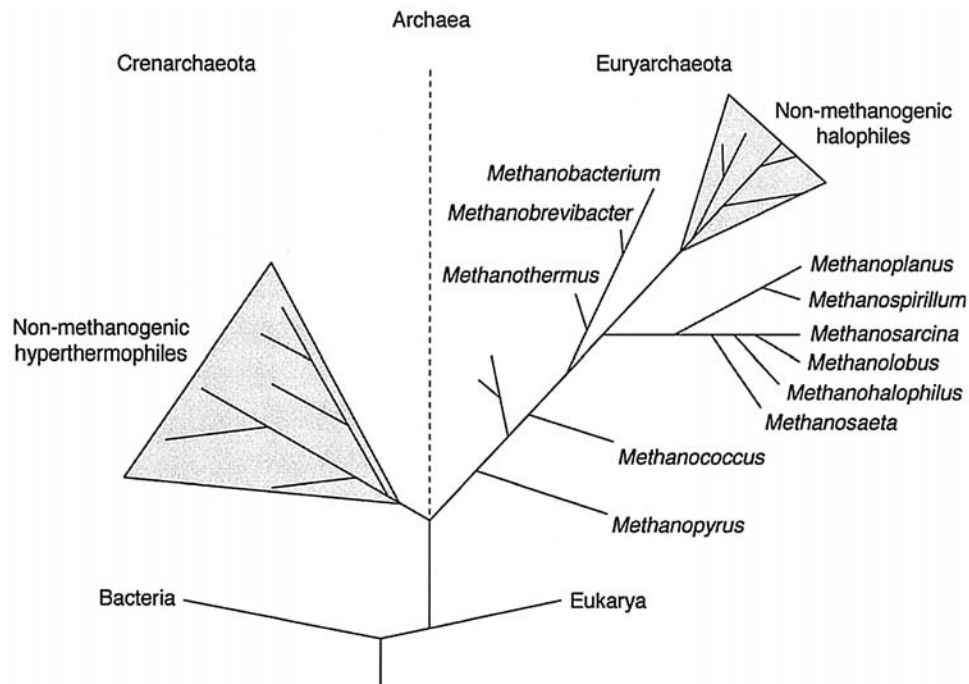 Archaea
Crenarchaeota
Euryarchaeota
Non-methanogenic
halophiles
Methanobacterium
Methanobrevibacter
Methanothermus
Methanoplanus
Methanospirillum
Non-methanogenic
hyperthermophiles
Methanosarcina
Methanolobus
Methanohalophilus
Methanosaeta
Methanococcus
Methanopyrus
Bacteria
Eukarya